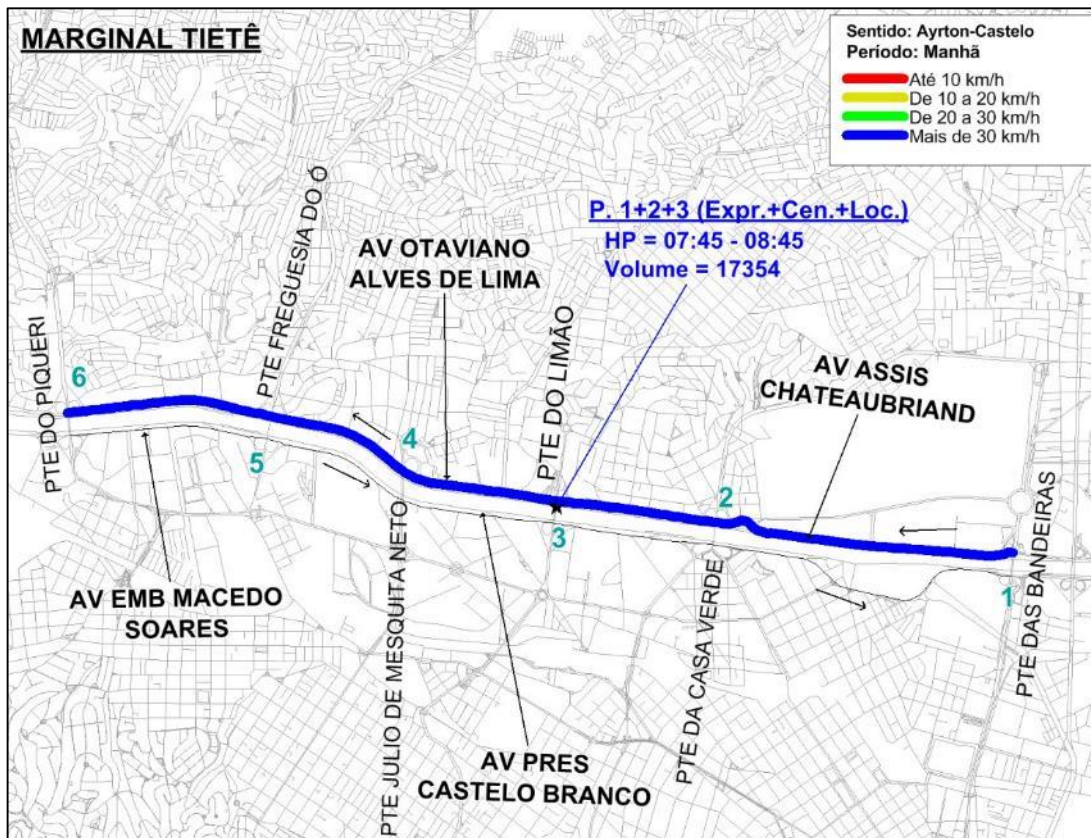 MARGINAL TIETÊ
Sentido: Ayrton-Castelo
Período: Manhã
Até 10 km/h
De 10 a 20 km/h
De 20 a 30 km/h
Mais de 30 km/h
P. 1+2+3 (Expr.+Cen.+Loc.)
HP = 07:45 - 08:45
Volume = 17354
AV OTAVIANO
ALVES DE LIMA
PTE FREGUESIA DO Ó
PTE DO LIMÃO
AV ASSIS
CHATEAUBRIAND
PTE DO PIQUERI
6
5
4
3
2
1
PTE DAS BANDEIRAS
PTE DA CASA VERDE
PTE JULIO DE MESQUITA NETO
AV EMB MACEDO
SOARES
AV PRES
CASTELO BRANCO